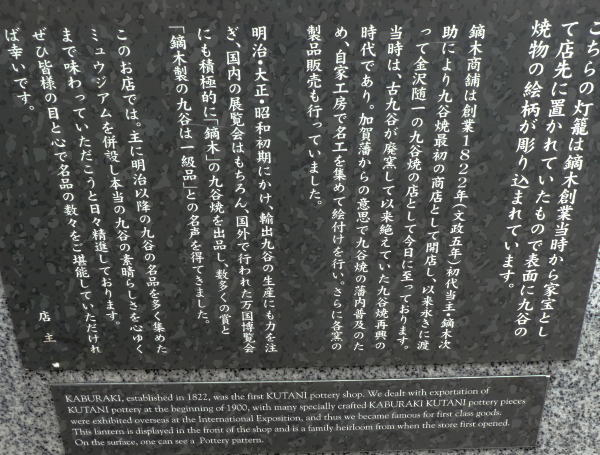 こちらの灯籠は鏑木創業当時から家宝とし
て店先に置かれていたもので表面に九谷の
焼物の絵柄が彫り込まれています。
鏑木商舗は創業1822年(文政五年)初代当主・鏑木次
助により九谷焼最初の商店として開店し、以来永きに渡
って金沢随一の九谷焼の店として今日に至っております。
当時は、古九谷が廃窯して以来絶えていた九谷焼再興の
時代であり。加賀藩からの意思で九谷焼の藩内普及のた
め、自家工房で名工を集めて絵付けを行い。さらに各窯の
製品販売も行っていました。
明治・大正・昭和初期にかけ、輸出九谷の生産にも力を注
ぎ、国内の展覧会はもちろん、国外で行われた万国博覧会
にも積極的に「鏑木」の九谷焼を出品し、数多くの賞と
「鏑木製の九谷は一級品」との名声を得てきました。
このお店では。主に明治以降の九谷の名品を多く集めた
ミュウジアムを併設し本当の九谷の素晴らしさを心ゆく
まで味わっていただこうと日々精進しております。
ぜひ皆様の目と心で名品の数々をご堪能していただけれ
ば幸いです。
店主
KABURAKI, established in 1822, was the first KUTANI pottery shop. We dealt with exportation of
KUTANI pottery at the beginning of 1900, with many specially crafted KABURAKI KUTANI pottery pieces
were exhibited overseas at the International Exposition, and thus we became famous for first class goods.
This lantern is displayed in the front of the shop and is a family heirloom from when the store first opened.
On the surface, one can see a Pottery pattern.